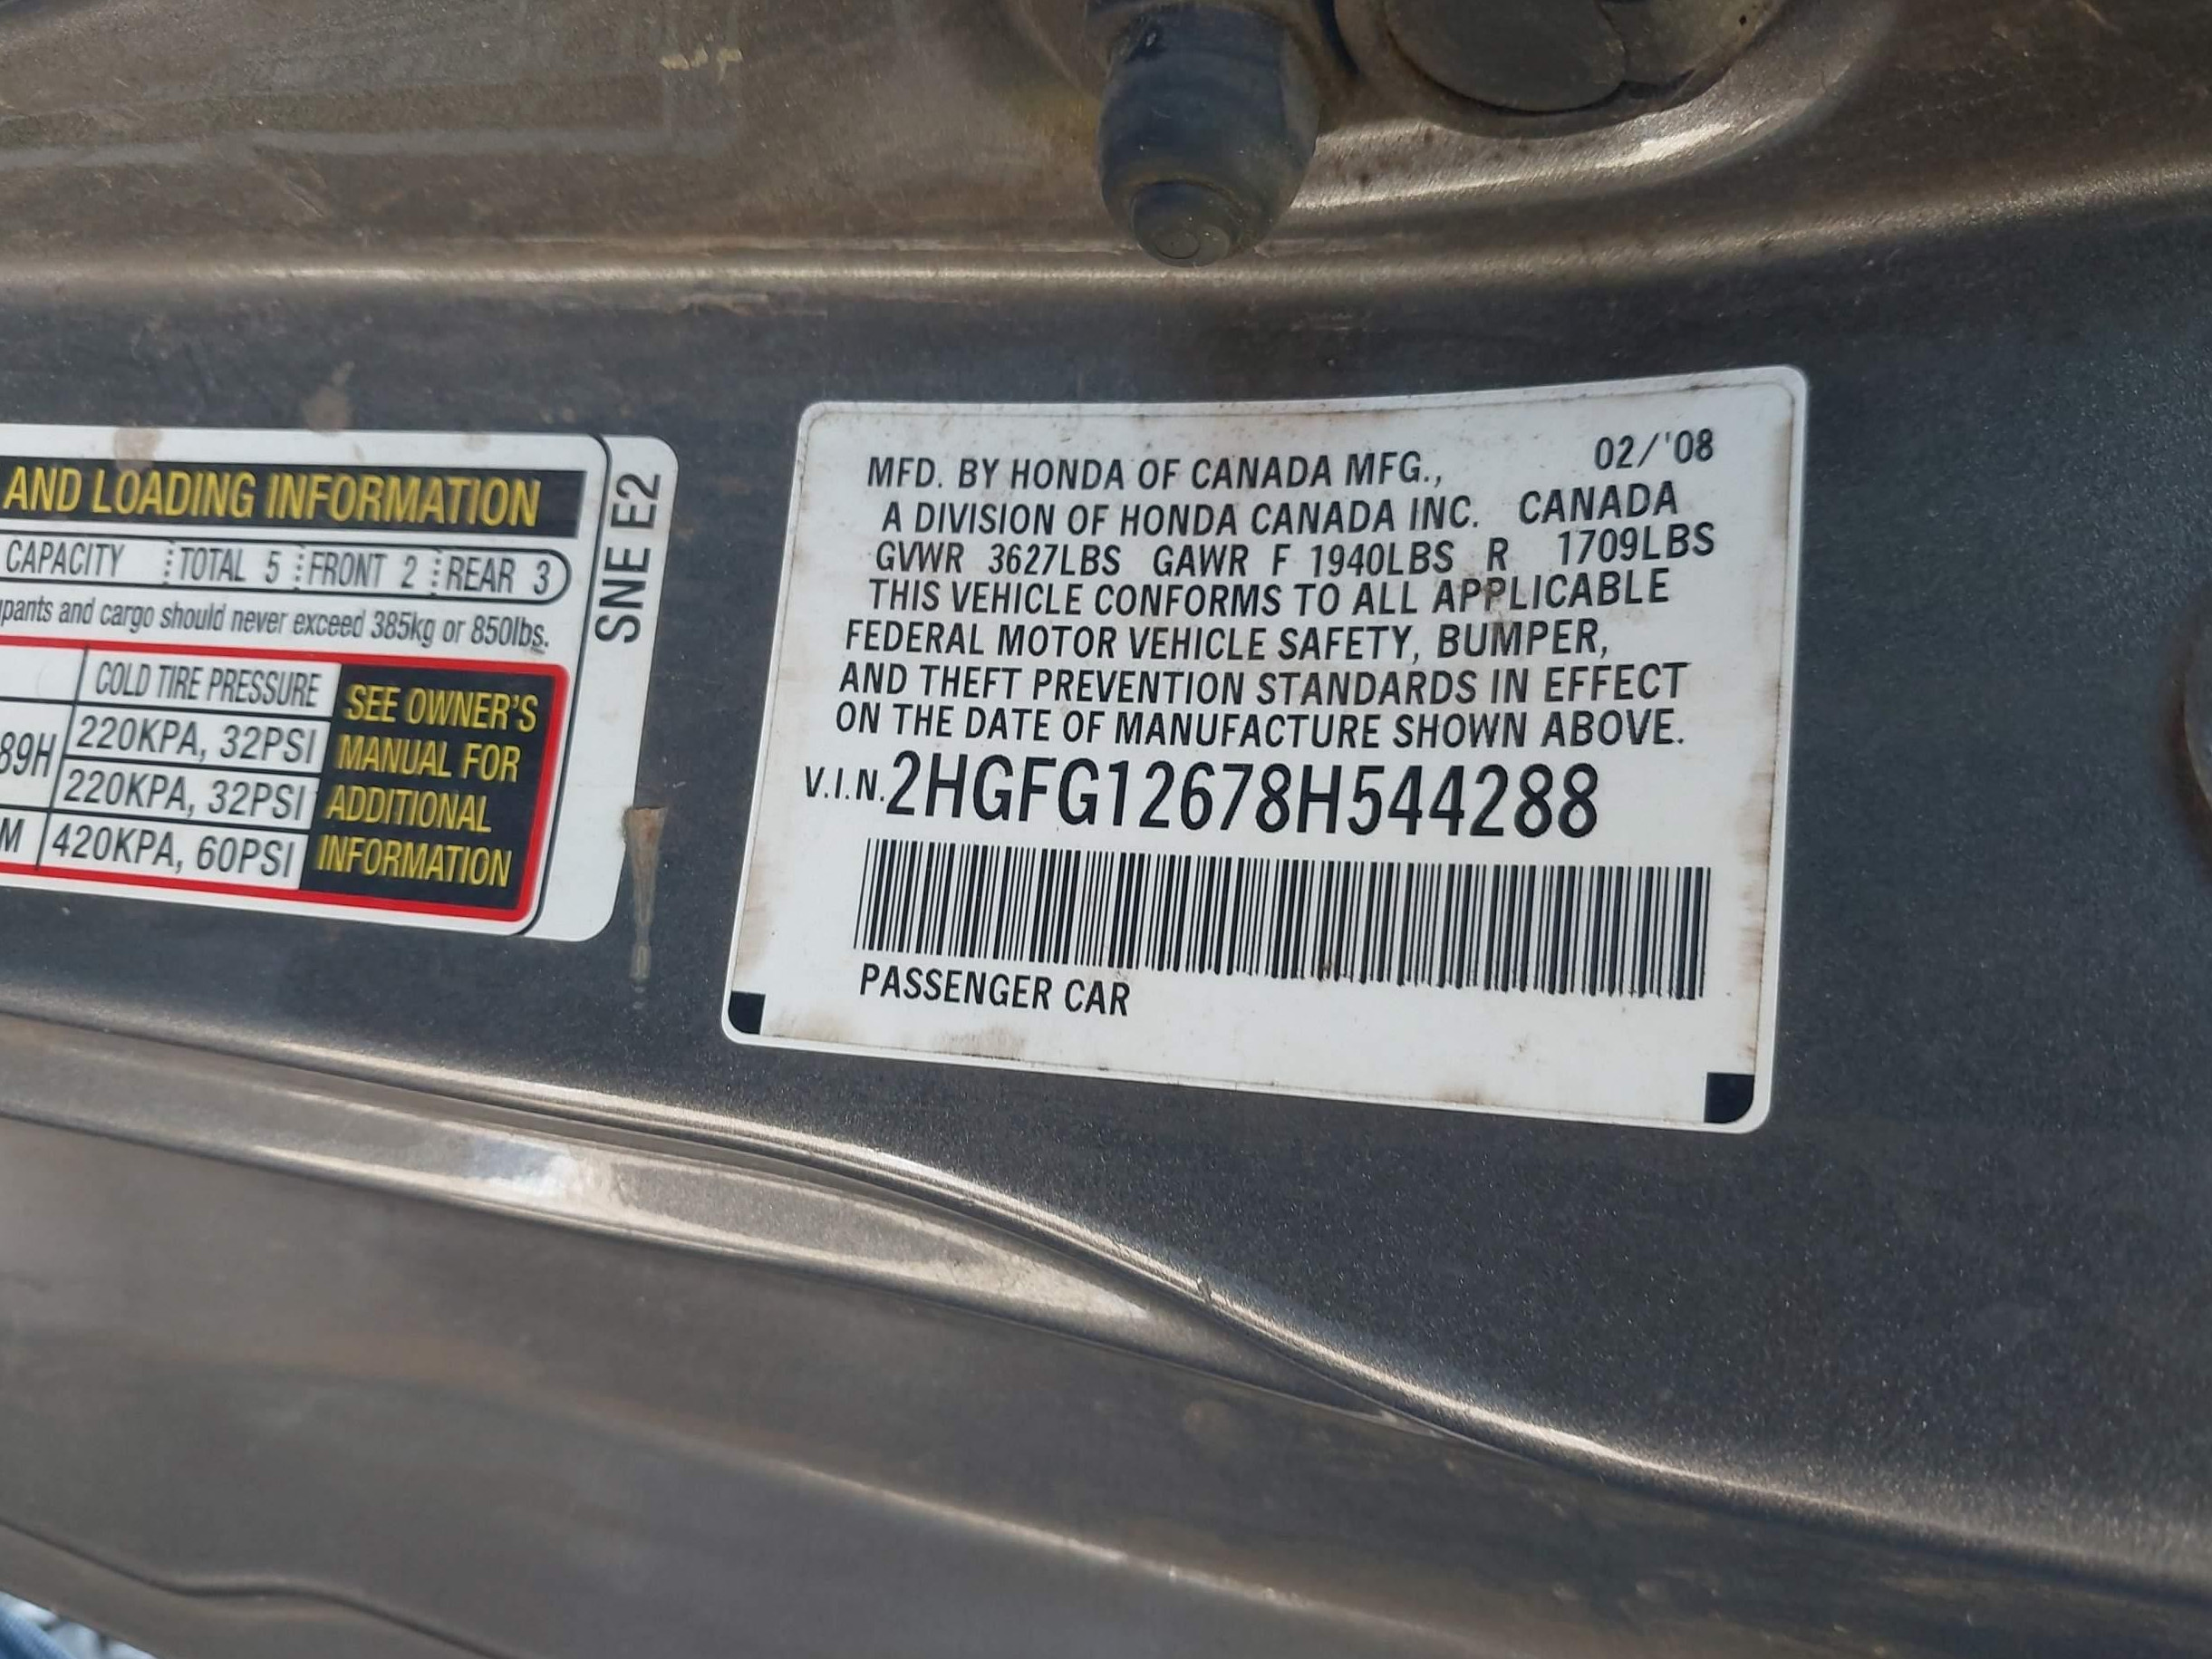 AND LOADING INFORMATION
CAPACITY TOTAL 5 FRONT 2 REAR 3
and cargo should never exceed 385kg or 850lbs.
COLD TIRE PRESSURE
89H 220KPA, 32PSI
220KPA, 32PSI
M 420KPA, 60PSI
SEE OWNER'S
MANUAL FOR
ADDITIONAL
INFORMATION
SNE E2
MFD. BY HONDA OF CANADA MFG., 02/'08
A DIVISION OF HONDA CANADA INC. CANADA
GVWR 3627LBS GAWR F 1940LBS R 1709LBS
THIS VEHICLE CONFORMS TO ALL APPLICABLE
FEDERAL MOTOR VEHICLE SAFETY, BUMPER,
AND THEFT PREVENTION STANDARDS IN EFFECT
ON THE DATE OF MANUFACTURE SHOWN ABOVE.
V.I.N. 2HGFG12678H544288
PASSENGER CAR